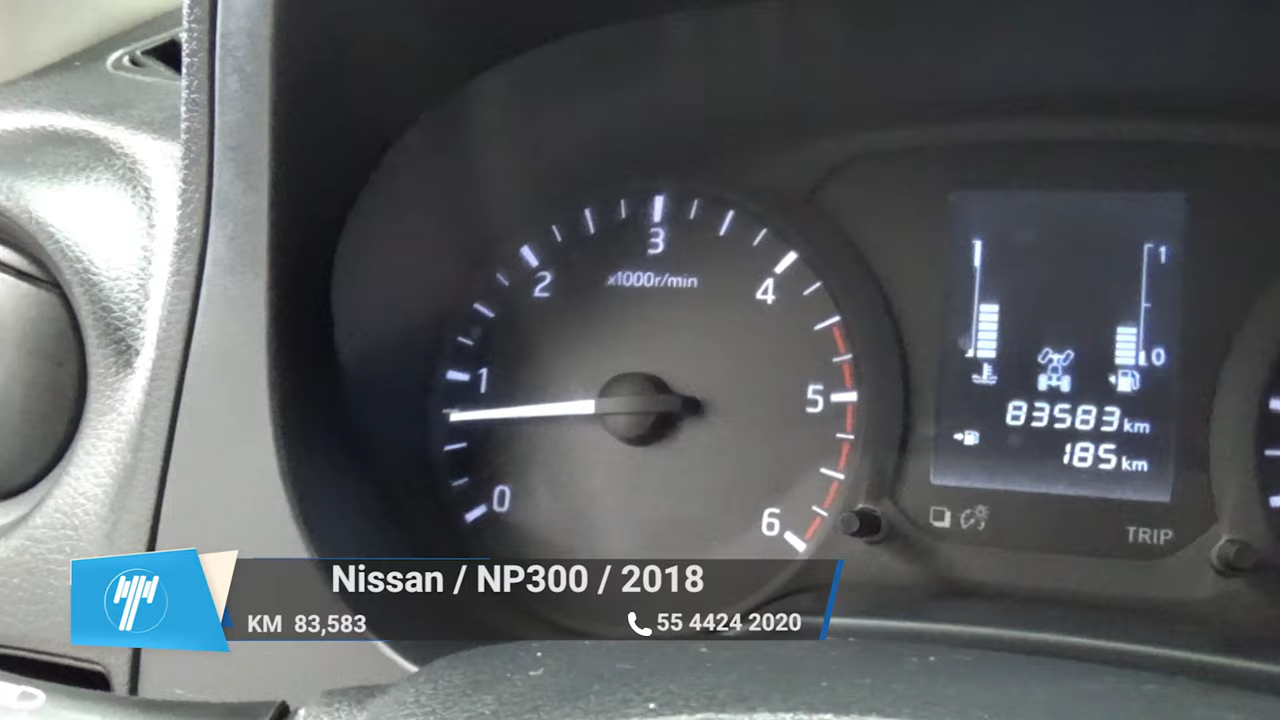 3
2
x1000r/min
4
1
1
5
0
83583 km
185 km
0
6
TRIP
Nissan / NP300 / 2018
KM 83,583
55 4424 2020